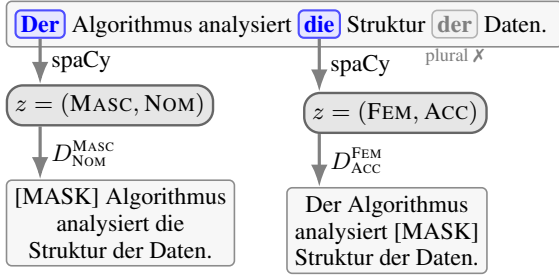 Der Algorithmus analysiert die Struktur der Daten.
plural ✗
spaCy
spaCy
z = (MASC, NOM)
z = (FEM, ACC)
D^MASC_NOM
D^FEM_ACC
[MASK] Algorithmus
analysiert die
Struktur der Daten.
Der Algorithmus
analysiert [MASK]
Struktur der Daten.